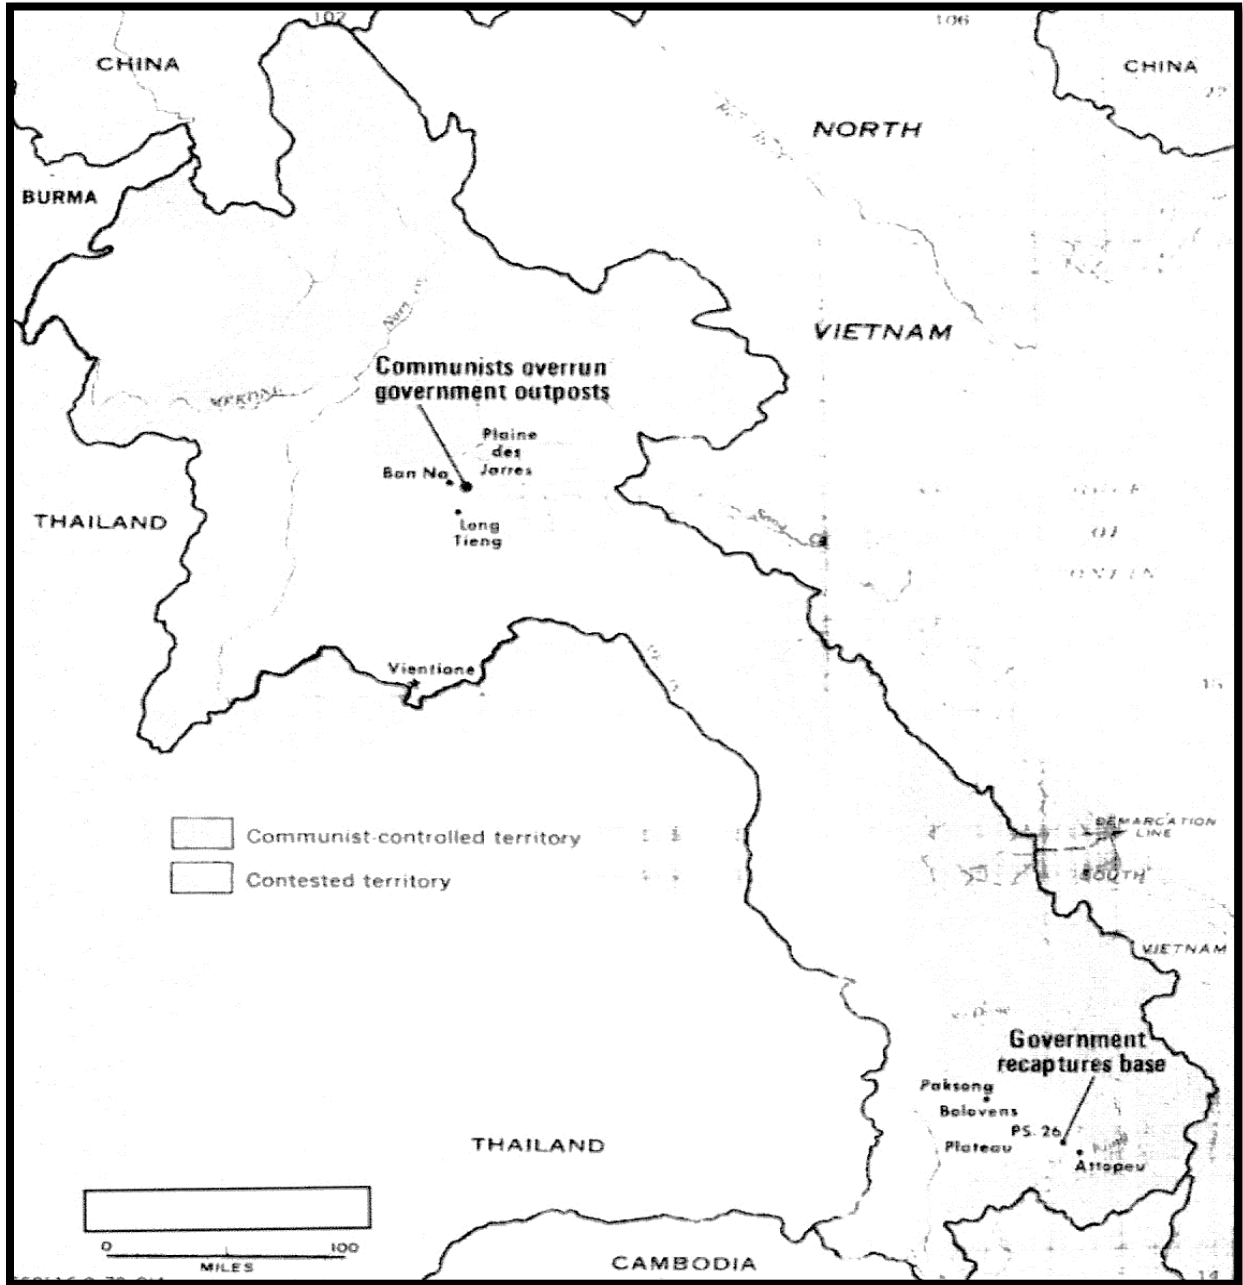 102
106
CHINA
CHINA
NORTH
BURMA
VIETNAM
MEKONG
Communists overrun
government outposts
Plaine
des
Jarres
Ban Na
Long
Tieng
THAILAND
Vientiane
Communist-controlled territory
Contested territory
DEMARCATION
LINE
SOUTH
VIETNAM
Government
recaptures base
Paksong
Bolovens
PS. 26
Plateau
Attopeu
THAILAND
0 100
MILES
CAMBODIA
14